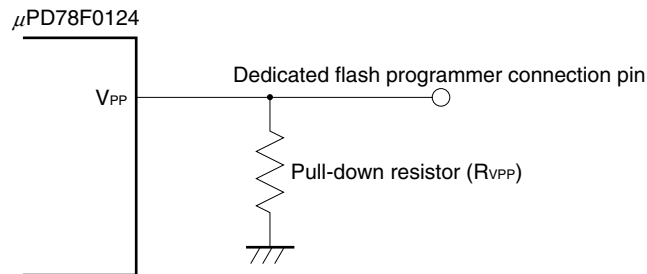 μPD78F0124
Dedicated flash programmer connection pin
VPP
Pull-down resistor (RVPP)